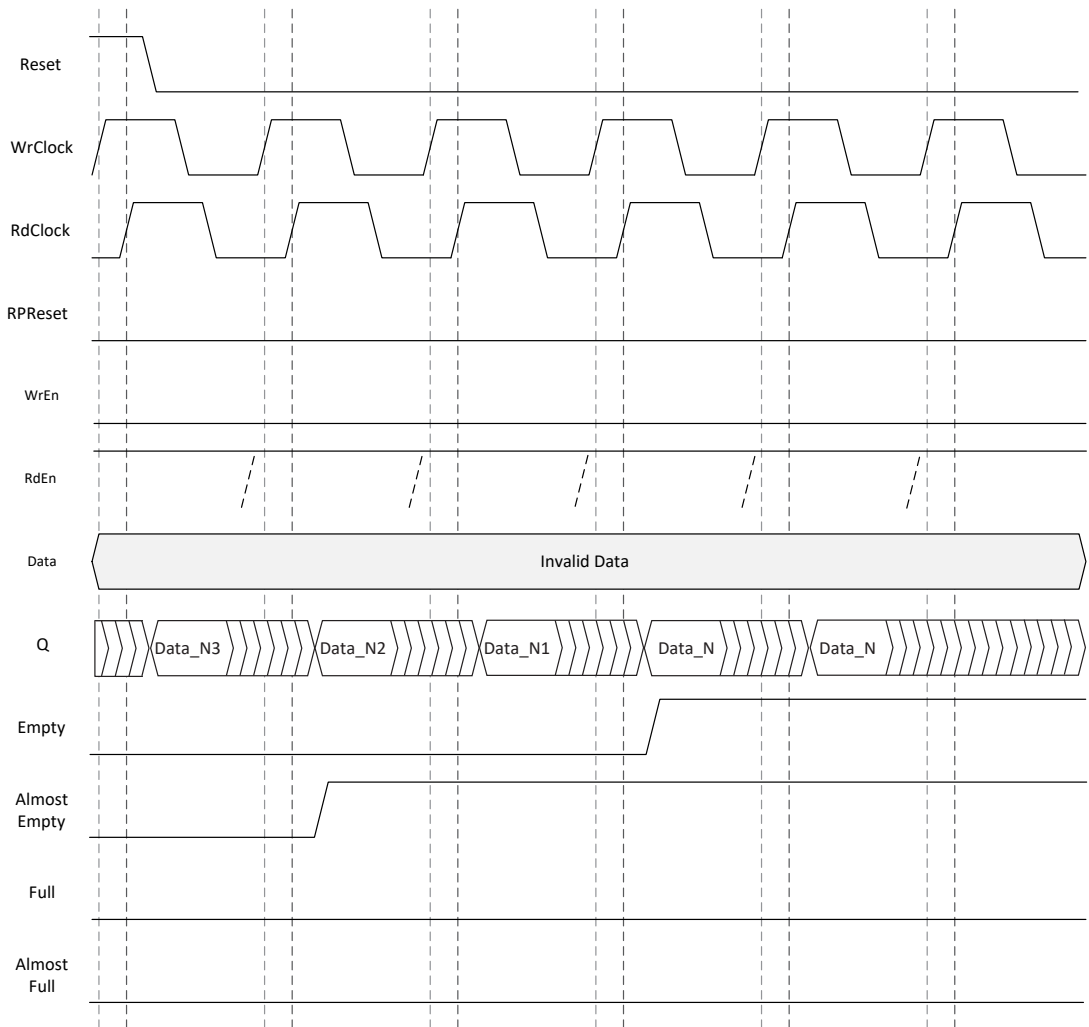 Reset
WrClock
RdClock
RPReset
WrEn
RdEn
Data
Invalid Data
Q
Data_N3
Data_N2
Data_N1
Data_N
Data_N
Empty
Almost
Empty
Full
Almost
Full